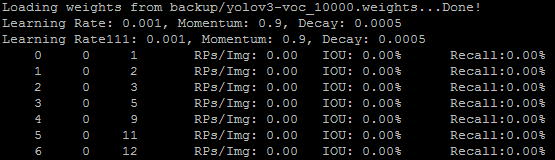 Loading weights from backup/yolov3-voc_10000.weights...Done!
Learning Rate: 0.001, Momentum: 0.9, Decay: 0.0005
Learning Rate111: 0.001, Momentum: 0.9, Decay: 0.0005
0 0 1 RPs/Img: 0.00 IOU: 0.00% Recall:0.00%
1 0 2 RPs/Img: 0.00 IOU: 0.00% Recall:0.00%
2 0 3 RPs/Img: 0.00 IOU: 0.00% Recall:0.00%
3 0 5 RPs/Img: 0.00 IOU: 0.00% Recall:0.00%
4 0 9 RPs/Img: 0.00 IOU: 0.00% Recall:0.00%
5 0 11 RPs/Img: 0.00 IOU: 0.00% Recall:0.00%
6 0 12 RPs/Img: 0.00 IOU: 0.00% Recall:0.00%